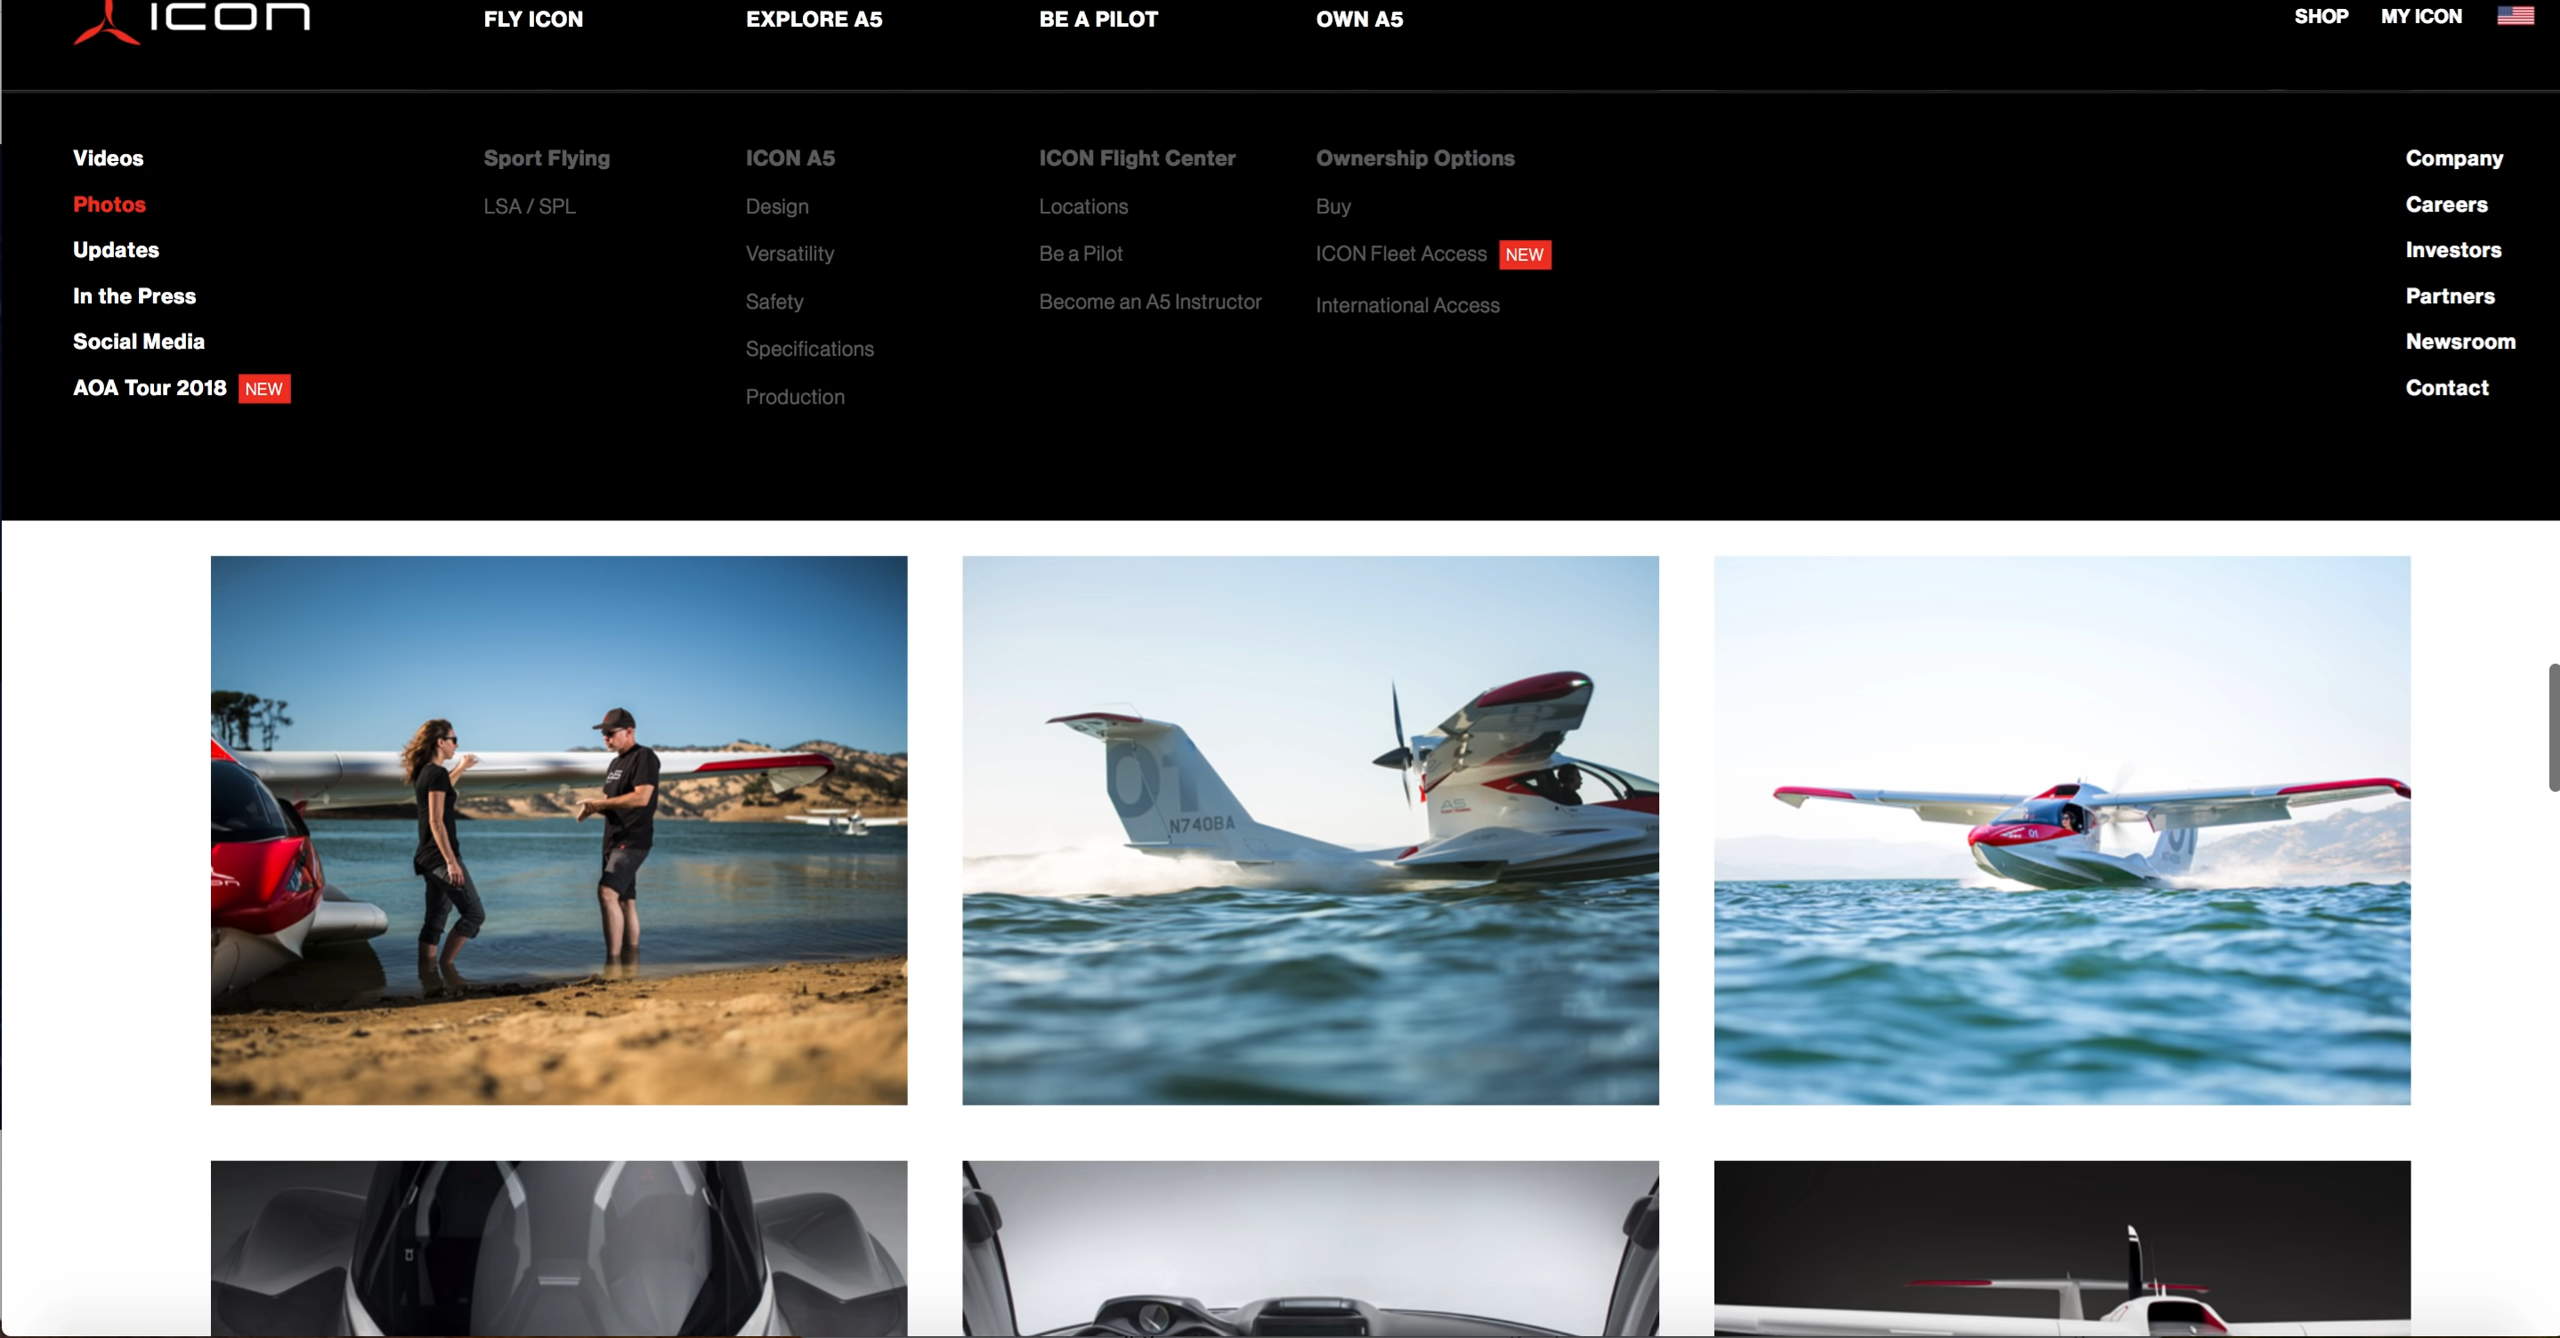 ICON
FLY ICON
EXPLORE A5
BE A PILOT
OWN A5
SHOP
MY ICON
Videos
Photos
Updates
In the Press
Social Media
AOA Tour 2018 NEW
Sport Flying
LSA / SPL
ICON A5
Design
Versatility
Safety
Specifications
Production
ICON Flight Center
Locations
Be a Pilot
Become an A5 Instructor
Ownership Options
Buy
ICON Fleet Access NEW
International Access
Company
Careers
Investors
Partners
Newsroom
Contact
A5
01
N740BA
A5
01